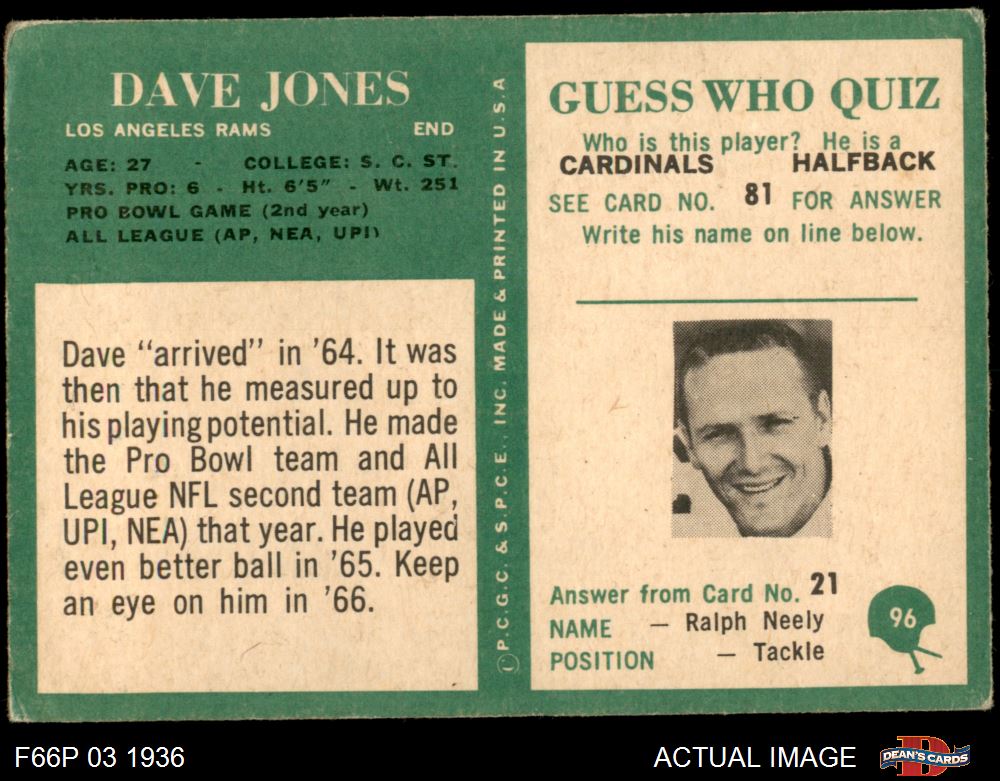 DAVE JONES
LOS ANGELES RAMS END
AGE: 27 - COLLEGE: S. C. ST.
YRS. PRO: 6 - Ht. 6'5" - Wt. 251
PRO BOWL GAME (2nd year)
ALL LEAGUE (AP, NEA, UPI)
Dave "arrived" in '64. It was
then that he measured up to
his playing potential. He made
the Pro Bowl team and All
League NFL second team (AP,
UPI, NEA) that year. He played
even better ball in '65. Keep
an eye on him in '66.
©P.C.G.C. & S.P.C.E., INC. MADE & PRINTED IN U.S.A
GUESS WHO QUIZ
Who is this player? He is a
CARDINALS HALFBACK
SEE CARD NO. 81 FOR ANSWER
Write his name on line below.
Answer from Card No. 21
NAME — Ralph Neely
POSITION — Tackle
96
F66P 03 1936
ACTUAL IMAGE
DEAN'S CARDS